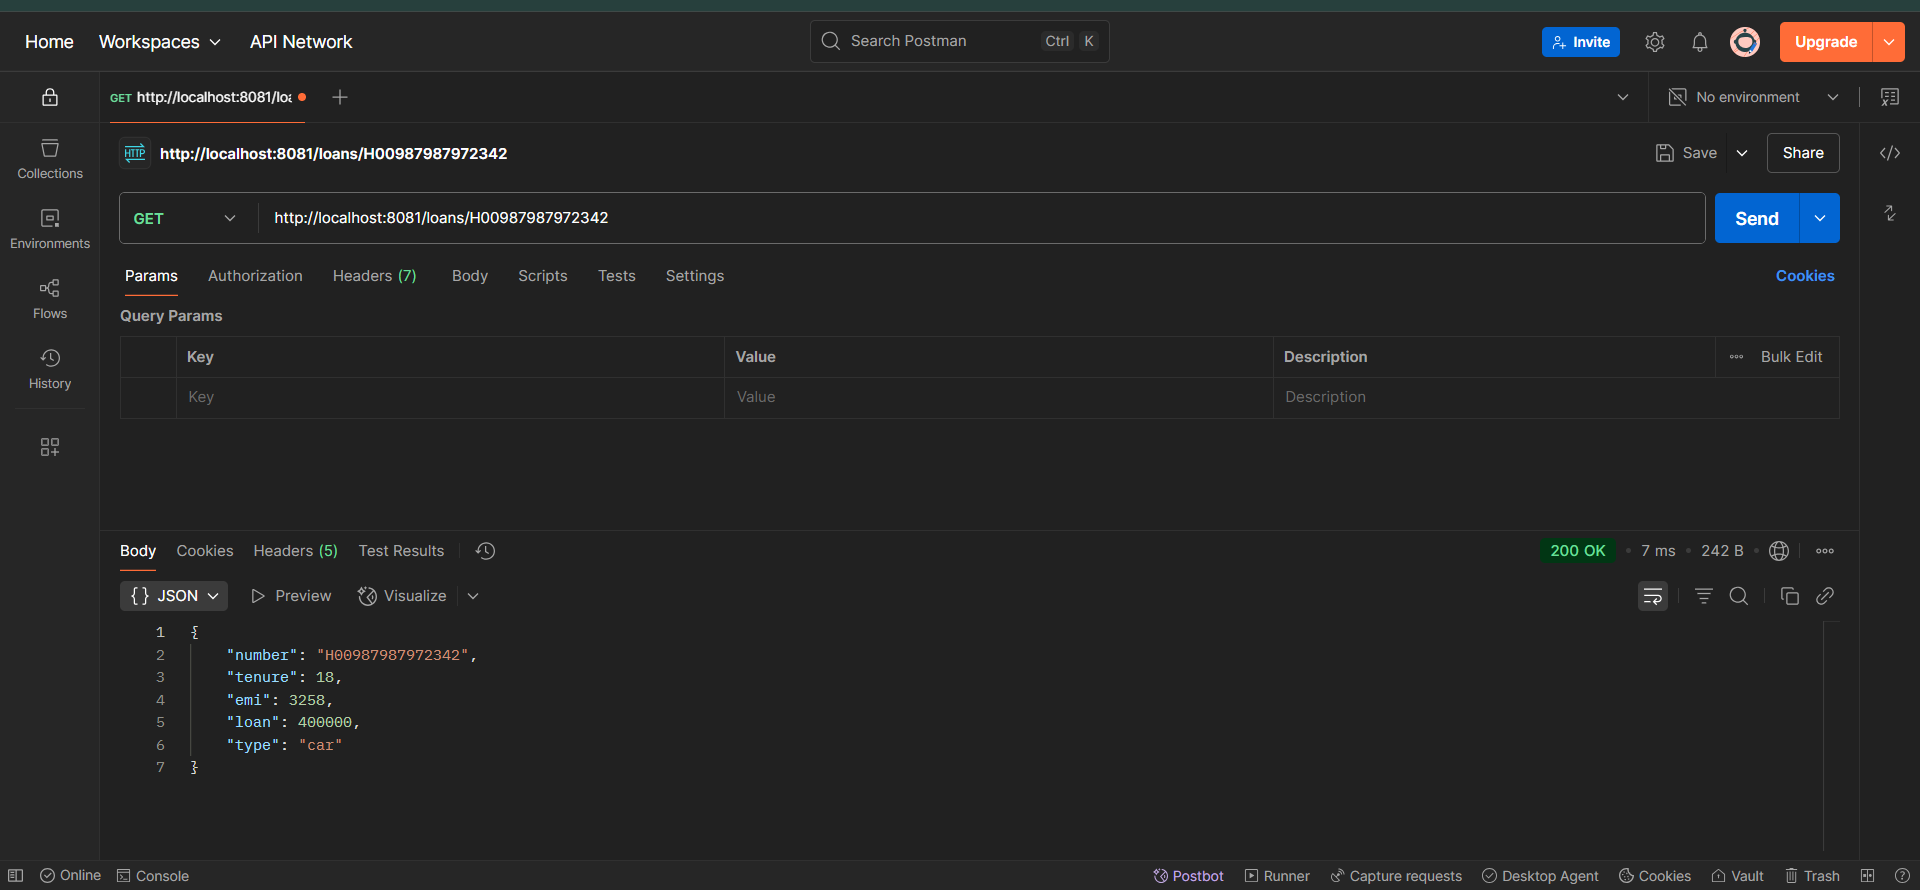 Home Workspaces API Network Search Postman Ctrl K Invite Upgrade
GET http://localhost:8081/loa No environment
HTTP http://localhost:8081/loans/H00987987972342 Save Share
GET http://localhost:8081/loans/H00987987972342 Send
Collections
Environments
Flows
History
Params Authorization Headers (7) Body Scripts Tests Settings Cookies
Query Params
Key Value Description Bulk Edit
Key Value Description
Body Cookies Headers (5) Test Results 200 OK 7 ms 242 B
{} JSON Preview Visualize
1 {
2 "number": "H00987987972342",
3 "tenure": 18,
4 "emi": 3258,
5 "loan": 400000,
6 "type": "car"
7 }
Online Console Postbot Runner Capture requests Desktop Agent Cookies Vault Trash